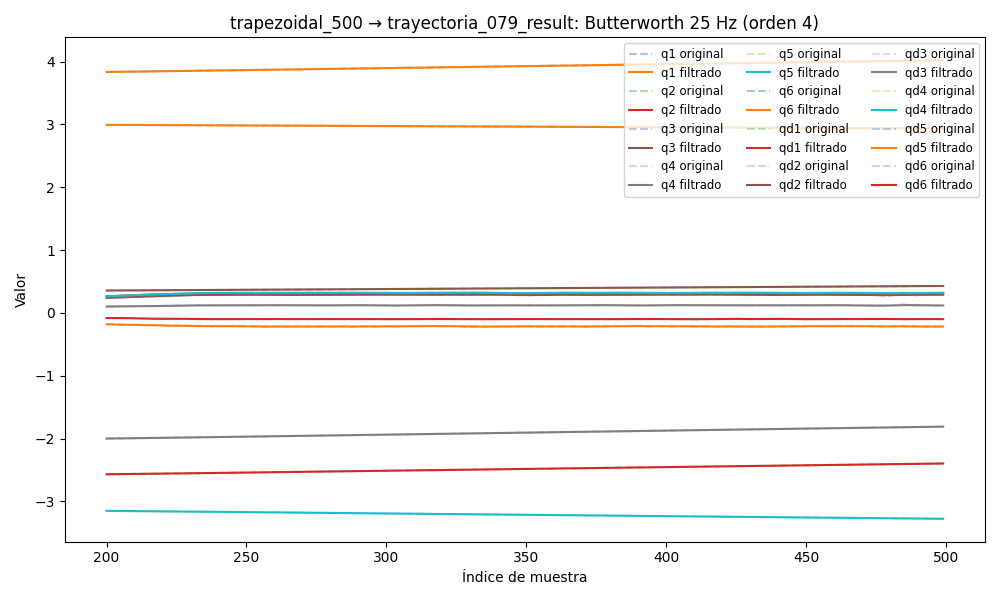 trapezoidal_500 → trayectoria_079_result: Butterworth 25 Hz (orden 4)
q1 original
q1 filtrado
q2 original
q2 filtrado
q3 original
q3 filtrado
q4 original
q4 filtrado
q5 original
q5 filtrado
q6 original
q6 filtrado
qd1 original
qd1 filtrado
qd2 original
qd2 filtrado
qd3 original
qd3 filtrado
qd4 original
qd4 filtrado
qd5 original
qd5 filtrado
qd6 original
qd6 filtrado
Valor
4
3
2
1
0
−1
−2
−3
200
250
300
350
400
450
500
Índice de muestra